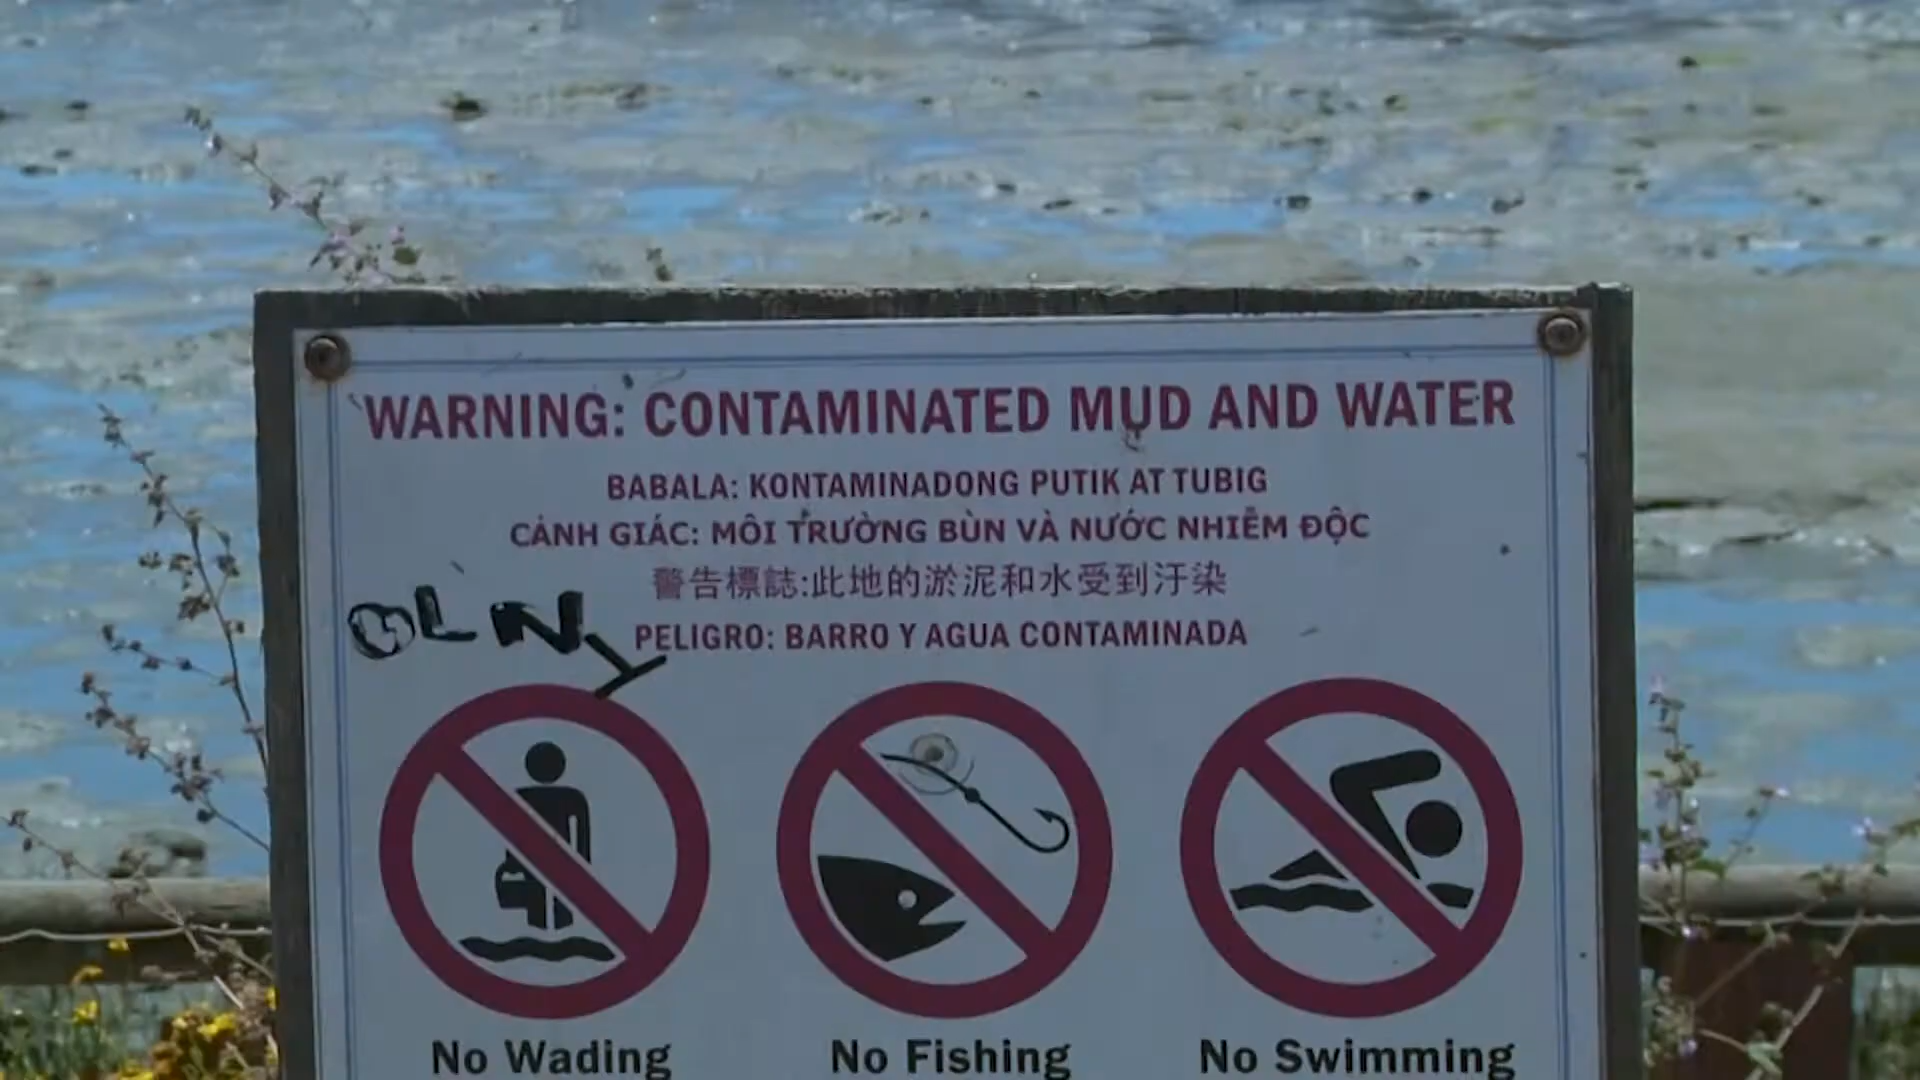 WARNING: CONTAMINATED MUD AND WATER
BABALA: KONTAMINADONG PUTIK AT TUBIG
CẢNH GIÁC: MÔI TRƯỜNG BÙN VÀ NƯỚC NHIỄM ĐỘC
警告標誌:此地的淤泥和水受到汙染
OLNY
PELIGRO: BARRO Y AGUA CONTAMINADA
No Wading
No Fishing
No Swimming